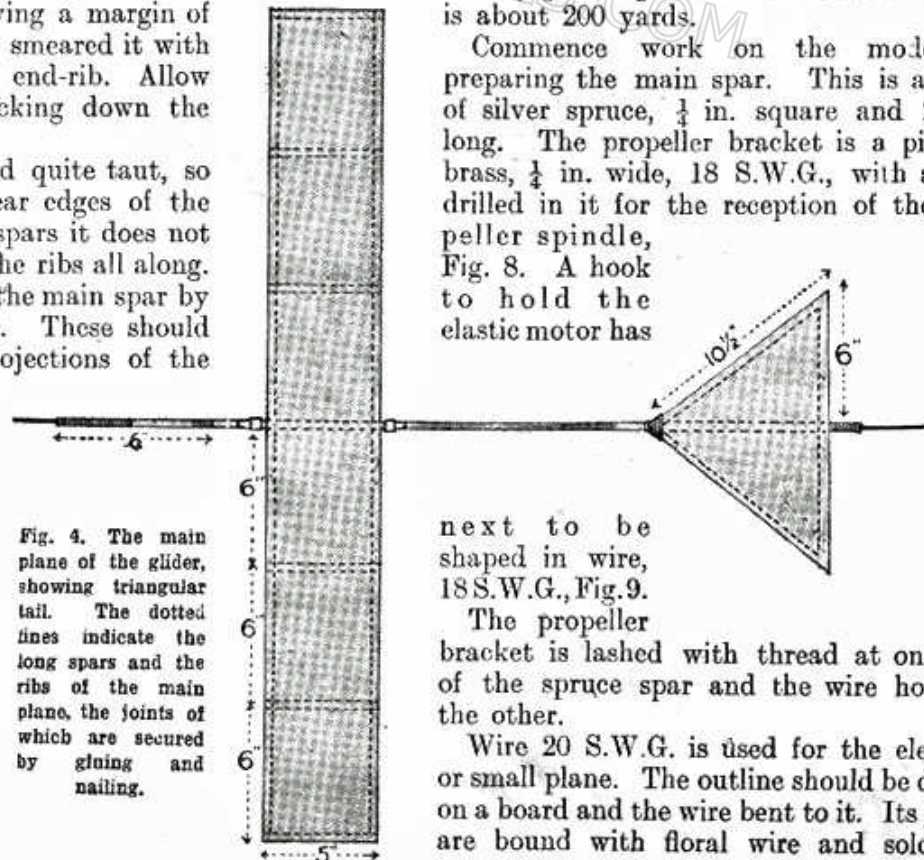 ving a margin of
smeared it with
end-rib. Allow
cking down the
d quite taut, so
ear edges of the
spars it does not
he ribs all along.
the main spar by
. These should
ojections of the
6
6"
6"
6"
5"
Fig. 4. The main
plane of the glider,
showing triangular
tail. The dotted
lines indicate the
long spars and the
ribs of the main
plane, the joints of
which are secured
by gluing and
nailing.
is about 200 yards.
Commence work on the mod
preparing the main spar. This is a
of silver spruce, ¼ in. square and
long. The propeller bracket is a pi
brass, ¼ in. wide, 18 S.W.G., with a
drilled in it for the reception of the
peller spindle,
Fig. 8. A hook
to hold the
elastic motor has
10½"
6"
next to be
shaped in wire,
18 S.W.G., Fig. 9.
The propeller
bracket is lashed with thread at on
of the spruce spar and the wire ho
the other.
Wire 20 S.W.G. is used for the ele
or small plane. The outline should be d
on a board and the wire bent to it. Its
are bound with floral wire and sold